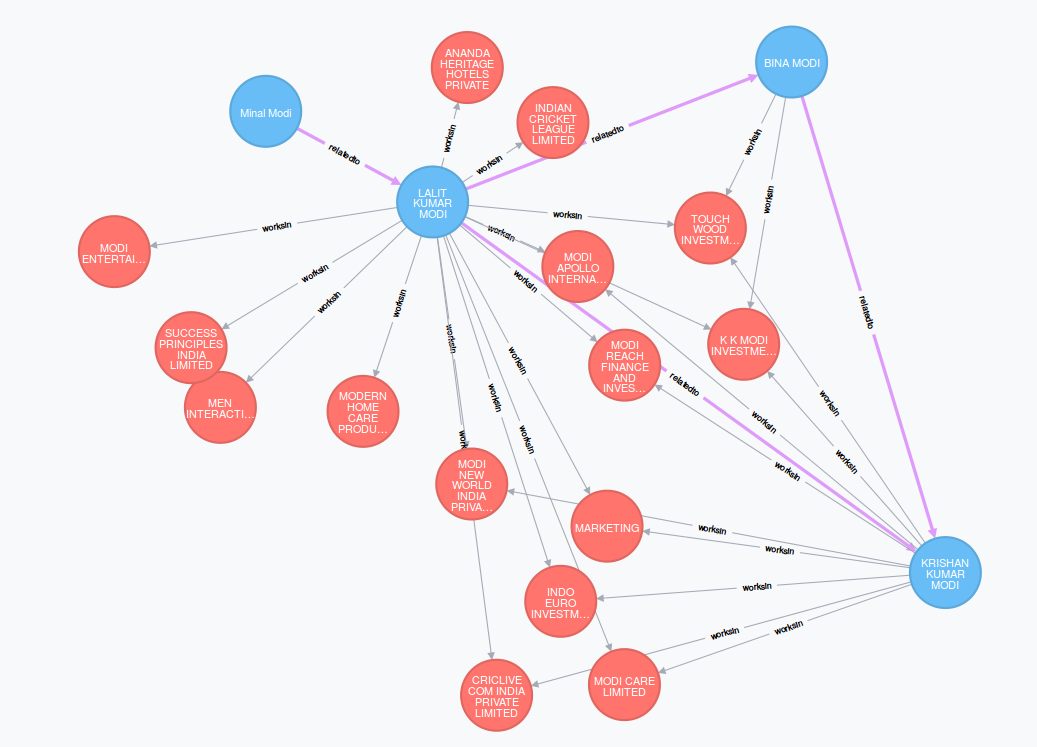 ANANDA
HERITAGE
HOTELS
PRIVATE
BINA MODI
Minal Modi
INDIAN
CRICKET
LEAGUE
LIMITED
relatedto
worksIn
worksIn
relatedto
worksIn
LALIT
KUMAR
MODI
worksIn
worksIn
worksIn
worksIn
TOUCH
WOOD
INVESTM...
MODI
ENTERTAI...
MODI
APOLLO
INTERNA...
worksIn
worksIn
worksIn
worksIn
relatedto
SUCCESS
PRINCIPLES
INDIA
LIMITED
worksIn
worksIn
K K MODI
INVESTME...
MODI
REACH
FINANCE
AND
INVES...
relatedto
MEN
INTERACTI...
MODERN
HOME
CARE
PRODU...
worksIn
worksIn
worksIn
worksIn
work
worksIn
worksIn
MODI
NEW
WORLD
INDIA
PRIVA...
MARKETING
worksIn
worksIn
KRISHAN
KUMAR
MODI
worksIn
INDO
EURO
INVESTM...
worksIn
worksIn
CRICLIVE
COM INDIA
PRIVATE
LIMITED
MODI CARE
LIMITED